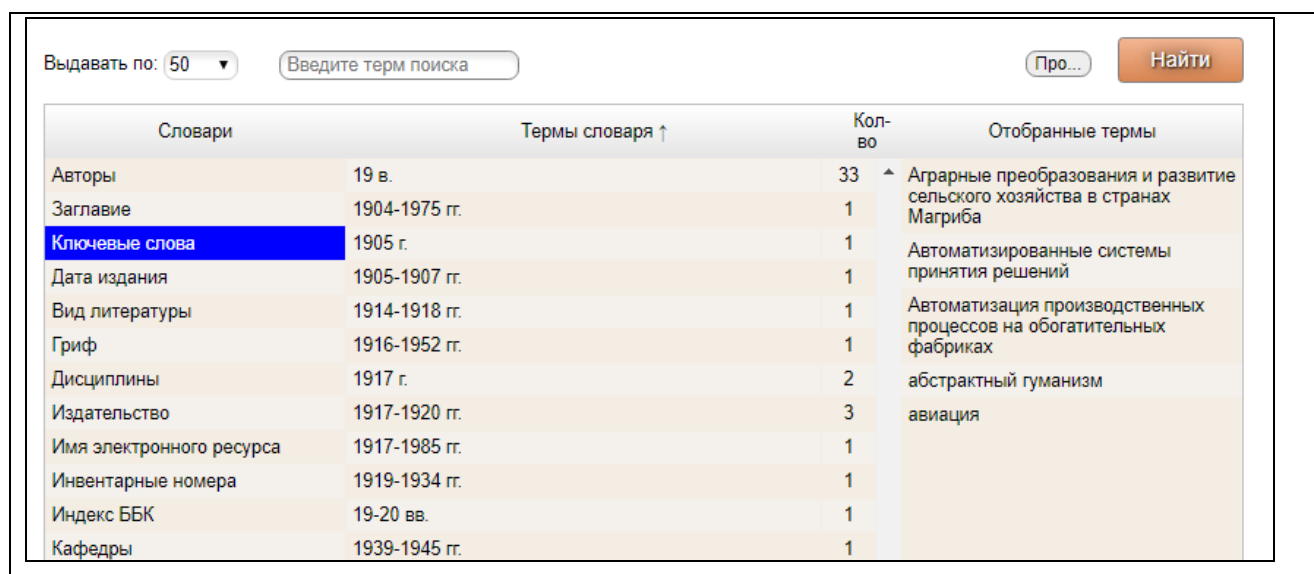 Выдавать по: 50 ▼ Введите терм поиска Про... Найти
Словари Термы словаря ↑ Кол-
во Отобранные термы
Авторы 19 в. 33 Аграрные преобразования и развитие
сельского хозяйства в странах
Магриба
Заглавие 1904-1975 гг. 1
Ключевые слова 1905 г. 1 Автоматизированные системы
принятия решений
Дата издания 1905-1907 гг. 1
Вид литературы 1914-1918 гг. 1 Автоматизация производственных
процессов на обогатительных
фабриках
Гриф 1916-1952 гг. 1
Дисциплины 1917 г. 2 абстрактный гуманизм
Издательство 1917-1920 гг. 3 авиация
Имя электронного ресурса 1917-1985 гг. 1
Инвентарные номера 1919-1934 гг. 1
Индекс ББК 19-20 вв. 1
Кафедры 1939-1945 гг. 1